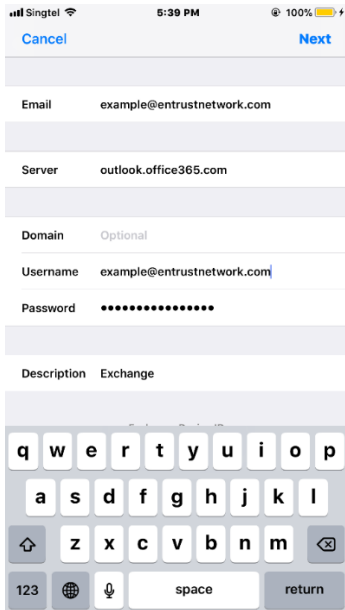 Singtel 5:39 PM 100%
Cancel Next
Email example@entrustnetwork.com
Server outlook.office365.com
Domain Optional
Username example@entrustnetwork.com
Password ••••••••••••••••
Description Exchange
q w e r t y u i o p
a s d f g h j k l
z x c v b n m
123 space return